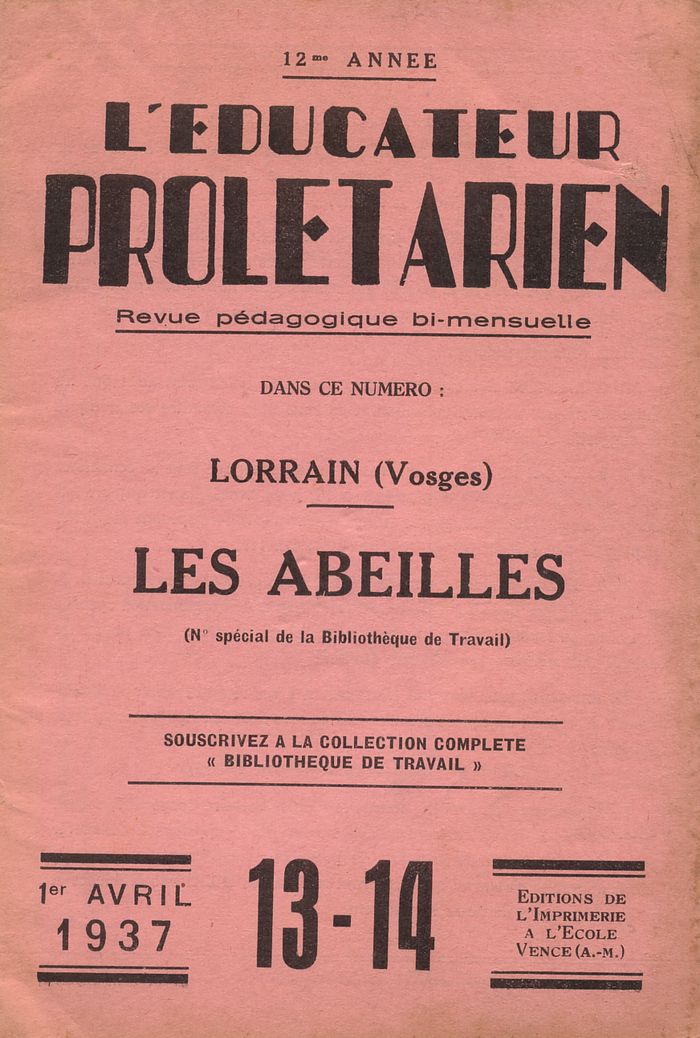 12me ANNEE
L'EDUCATEUR
PROLETARIEN
Revue pédagogique bi-mensuelle
DANS CE NUMERO :
LORRAIN (Vosges)
LES ABEILLES
(N° spécial de la Bibliothèque de Travail)
SOUSCRIVEZ A LA COLLECTION COMPLETE
« BIBLIOTHEQUE DE TRAVAIL »
1er AVRIL
1937
13-14
EDITIONS DE
L'IMPRIMERIE
A L'ECOLE
VENCE (A.-M.)